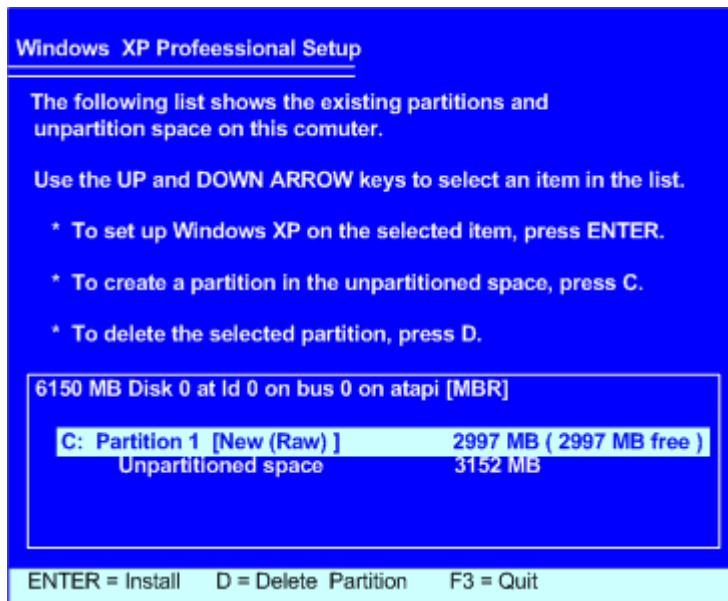 Windows XP Profeessional Setup
The following list shows the existing partitions and
unpartition space on this comuter.
Use the UP and DOWN ARROW keys to select an item in the list.
* To set up Windows XP on the selected item, press ENTER.
* To create a partition in the unpartitioned space, press C.
* To delete the selected partition, press D.
6150 MB Disk 0 at Id 0 on bus 0 on atapi [MBR]
C: Partition 1 [New (Raw) ] 2997 MB ( 2997 MB free )
Unpartitioned space 3152 MB
ENTER = Install D = Delete Partition F3 = Quit